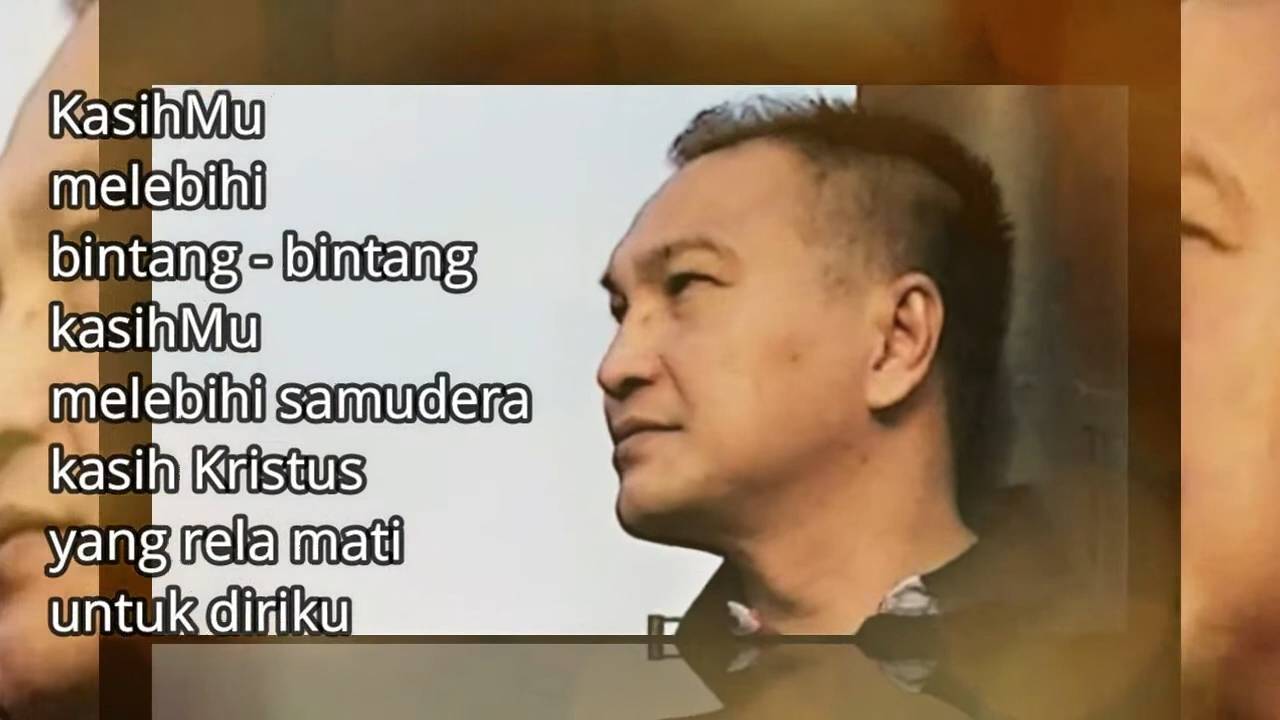 KasihMu
melebihi
bintang - bintang
kasihMu
melebihi samudera
kasih Kristus
yang rela mati
untuk diriku